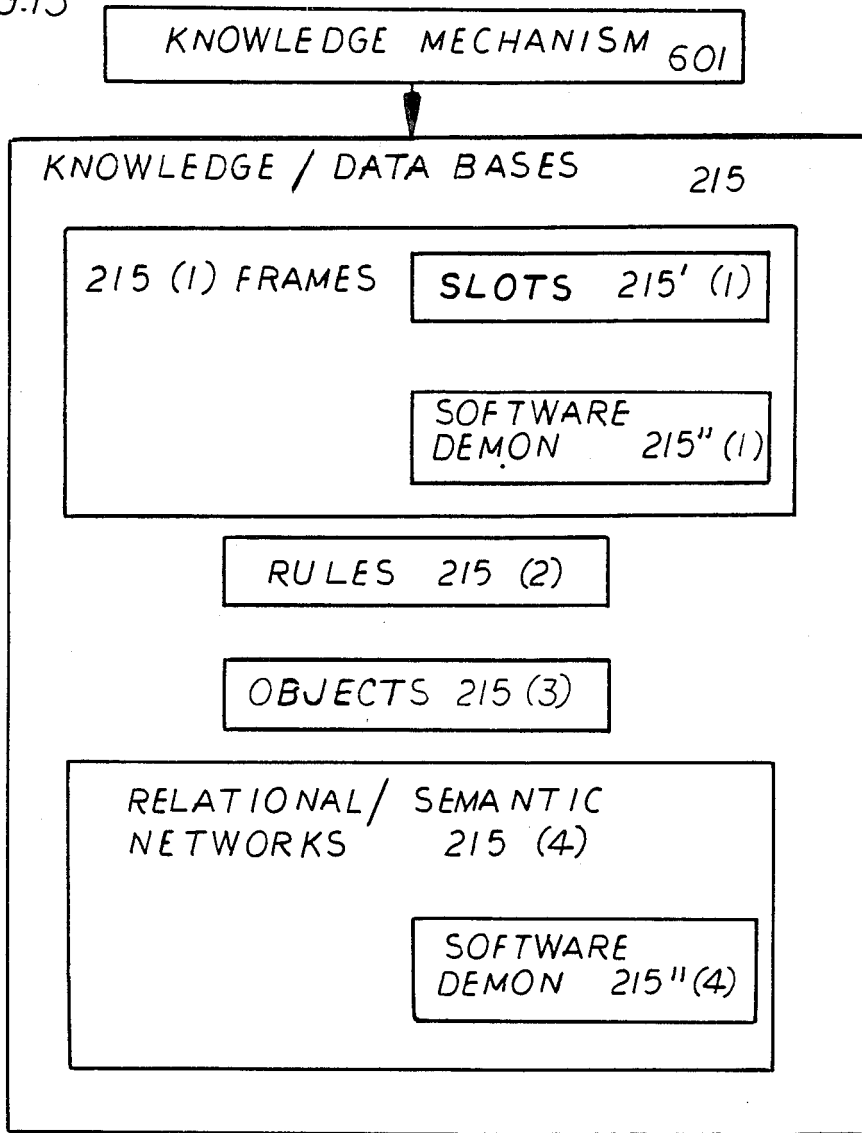 KNOWLEDGE MECHANISM 601
KNOWLEDGE / DATA BASES 215
215 (1) FRAMES
SLOTS 215' (1)
SOFTWARE
DEMON 215" (1)
RULES 215 (2)
OBJECTS 215 (3)
RELATIONAL / SEMANTIC
NETWORKS 215 (4)
SOFTWARE
DEMON 215" (4)